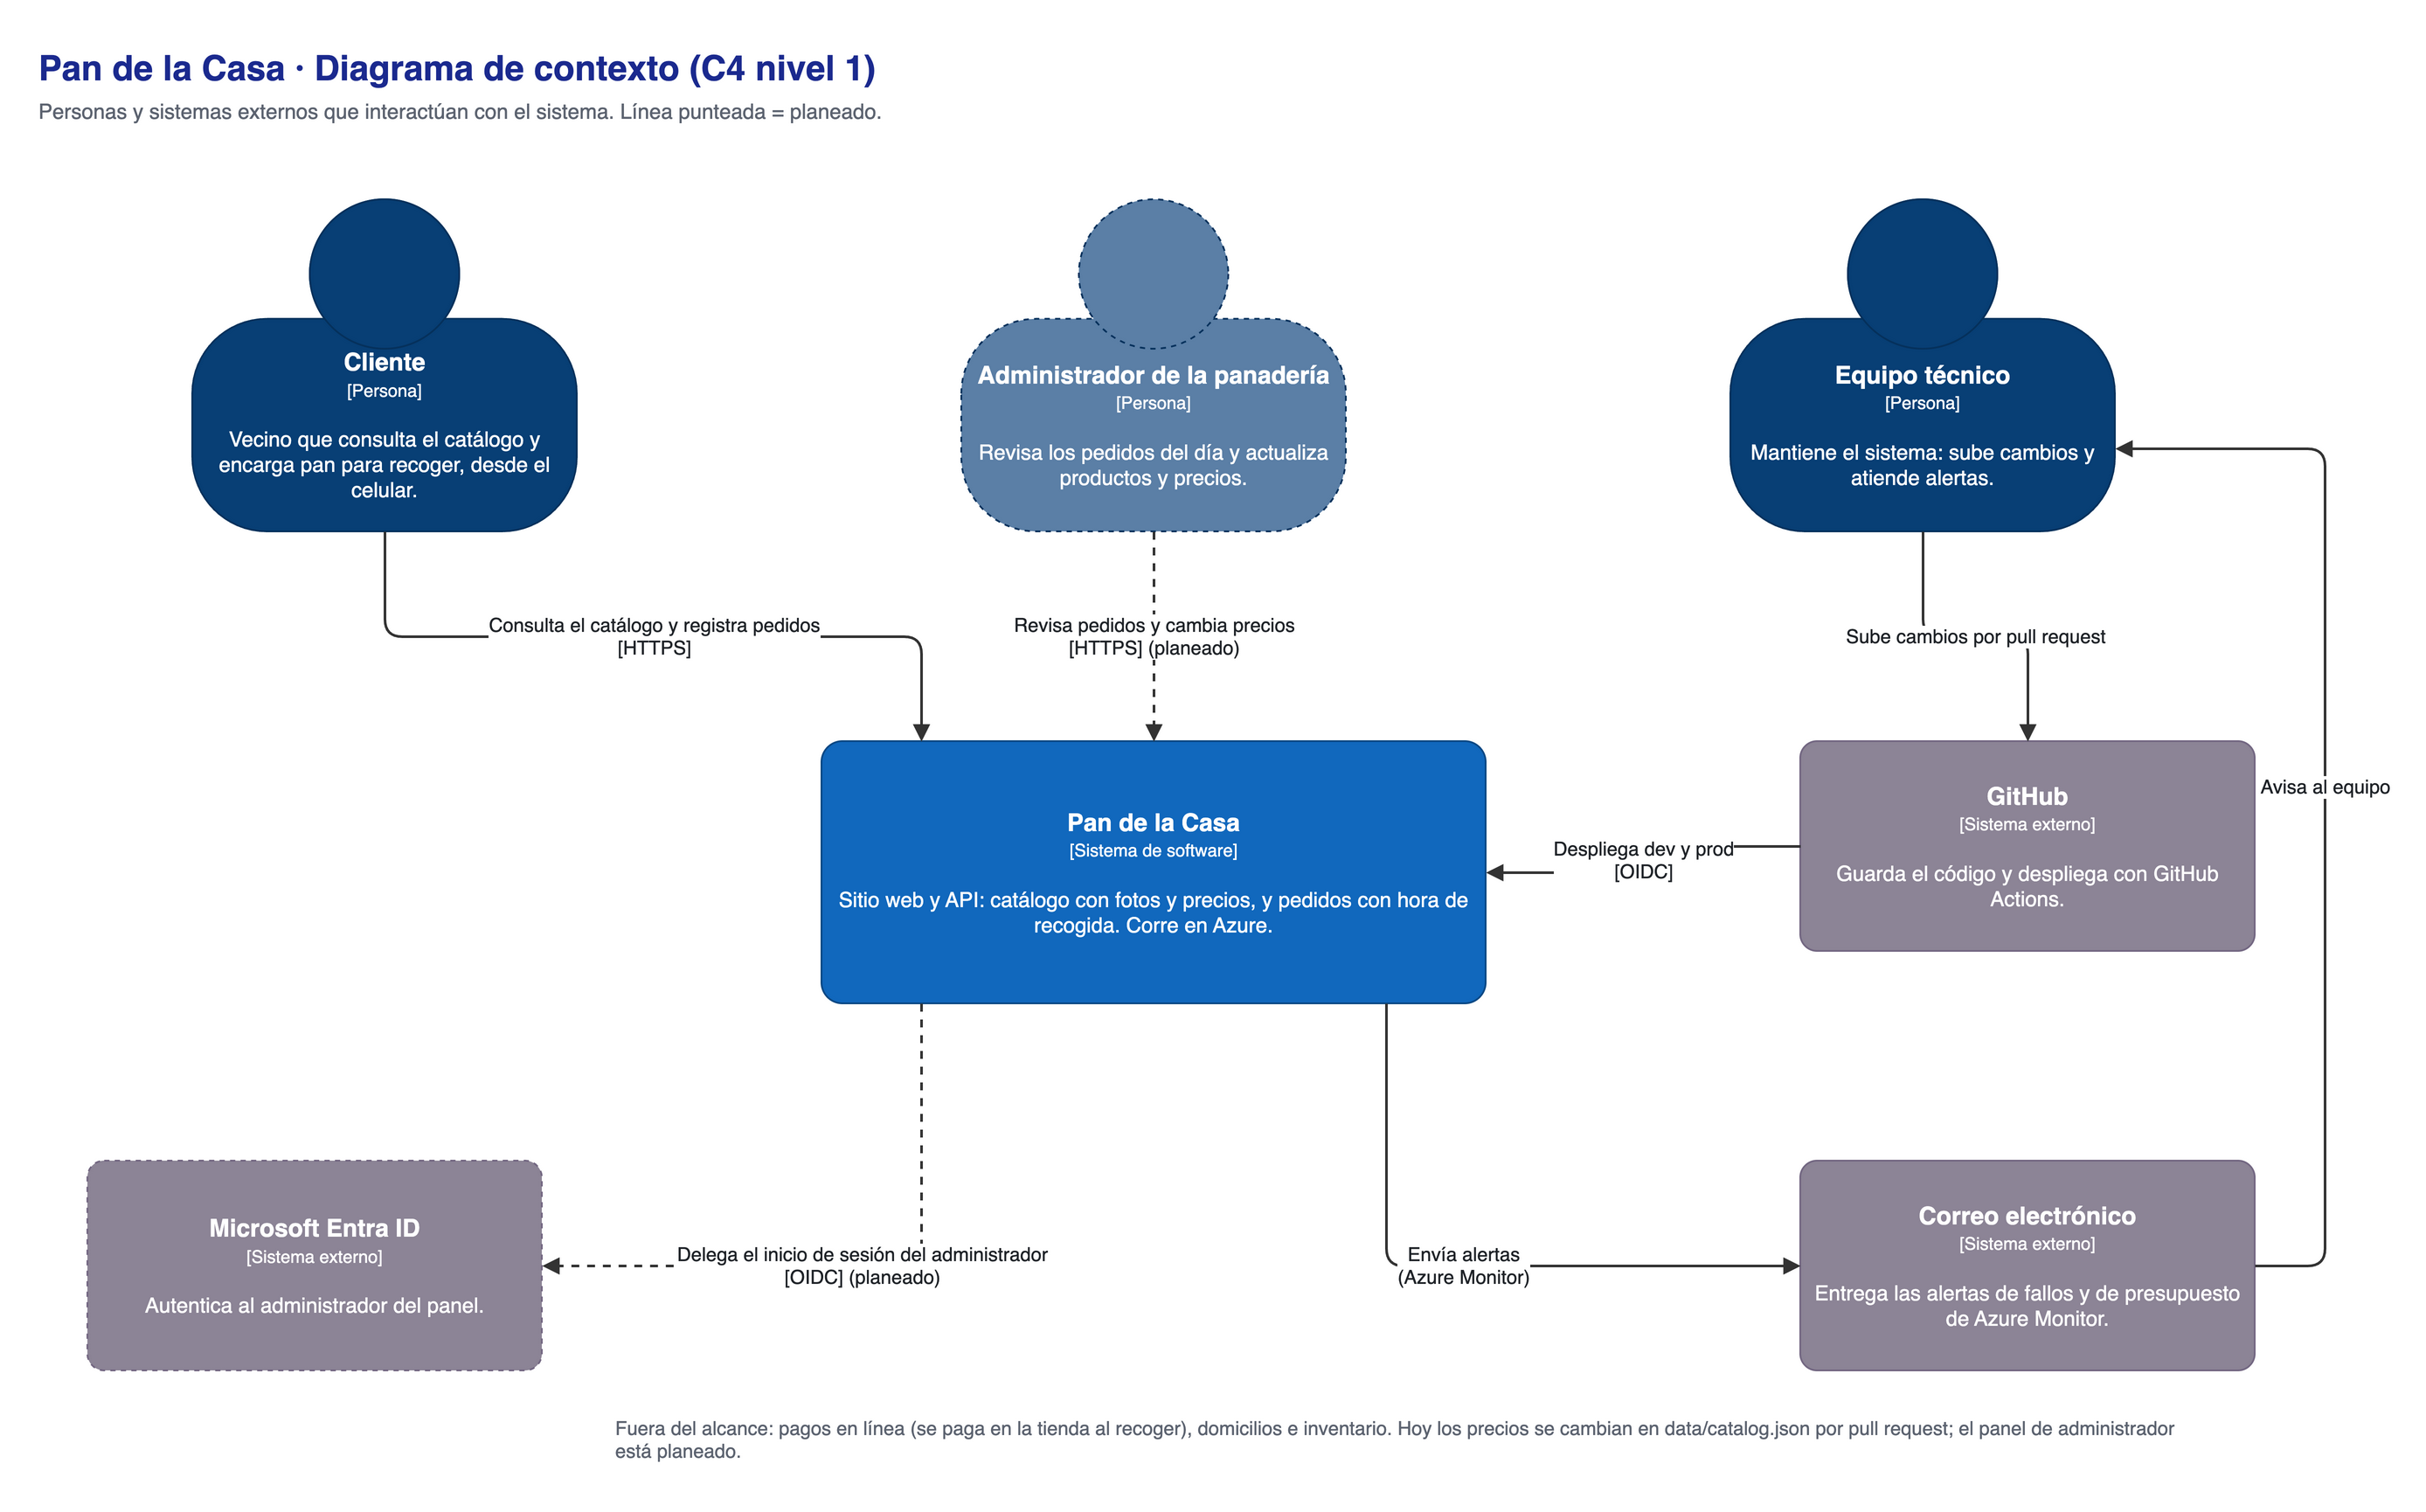 Pan de la Casa · Diagrama de contexto (C4 nivel 1)
Personas y sistemas externos que interactúan con el sistema. Línea punteada = planeado.
Cliente
[Persona]
Vecino que consulta el catálogo y
encarga pan para recoger, desde el
celular.
Administrador de la panadería
[Persona]
Revisa los pedidos del día y actualiza
productos y precios.
Equipo técnico
[Persona]
Mantiene el sistema: sube cambios y
atiende alertas.
Consulta el catálogo y registra pedidos
[HTTPS]
Revisa pedidos y cambia precios
[HTTPS] (planeado)
Sube cambios por pull request
Pan de la Casa
[Sistema de software]
Sitio web y API: catálogo con fotos y precios, y pedidos con hora de
recogida. Corre en Azure.
Despliega dev y prod
[OIDC]
GitHub
[Sistema externo]
Guarda el código y despliega con GitHub
Actions.
Avisa al equipo
Microsoft Entra ID
[Sistema externo]
Autentica al administrador del panel.
Delega el inicio de sesión del administrador
[OIDC] (planeado)
Envía alertas
(Azure Monitor)
Correo electrónico
[Sistema externo]
Entrega las alertas de fallos y de presupuesto
de Azure Monitor.
Fuera del alcance: pagos en línea (se paga en la tienda al recoger), domicilios e inventario. Hoy los precios se cambian en data/catalog.json por pull request; el panel de administrador
está planeado.